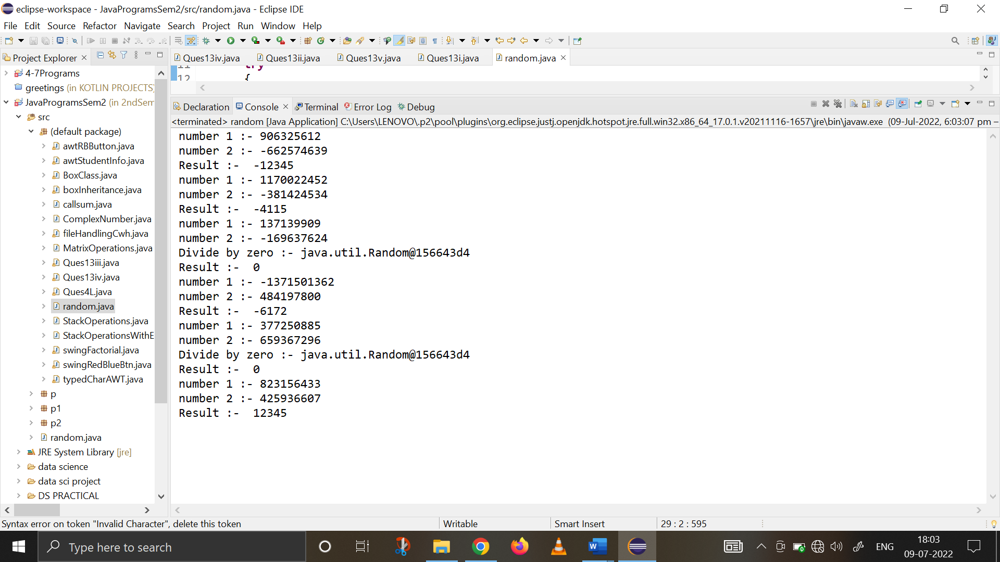 eclipse-workspace - JavaProgramsSem2/src/random.java - Eclipse IDE
File Edit Source Refactor Navigate Search Project Run Window Help
Project Explorer
Ques13iv.java Ques13ii.java Ques13v.java Ques13i.java random.java
4-7Programs
greetings (in KOTLIN PROJECTS)
JavaProgramsSem2 (in 2ndSem
src
(default package)
awtRBButton.java
awtStudentInfo.java
BoxClass.java
boxInheritance.java
callsum.java
ComplexNumber.java
fileHandlingCwh.java
MatrixOperations.java
Ques13iii.java
Ques13iv.java
Ques4L.java
random.java
StackOperations.java
StackOperationsWithE
swingFactorial.java
swingRedBlueBtn.java
typedCharAWT.java
p
p1
p2
random.java
JRE System Library [jre]
data science
data sci project
DS PRACTICAL
11 try
12 {
Declaration Console Terminal Error Log Debug
<terminated> random [Java Application] C:\Users\LENOVO\.p2\pool\plugins\org.eclipse.justj.openjdk.hotspot.jre.full.win32.x86_64_17.0.1.v20211116-1657\jre\bin\javaw.exe (09-Jul-2022, 6:03:07 pm –
number 1 :- 906325612
number 2 :- -662574639
Result :-  -12345
number 1 :- 1170022452
number 2 :- -381424534
Result :-  -4115
number 1 :- 137139909
number 2 :- -169637624
Divide by zero :- java.util.Random@156643d4
Result :-  0
number 1 :- -1371501362
number 2 :- 484197800
Result :-  -6172
number 1 :- 377250885
number 2 :- 659367296
Divide by zero :- java.util.Random@156643d4
Result :-  0
number 1 :- 823156433
number 2 :- 425936607
Result :-  12345
Syntax error on token "Invalid Character", delete this token Writable Smart Insert 29 : 2 : 595
Type here to search
W
ENG
18:03
09-07-2022